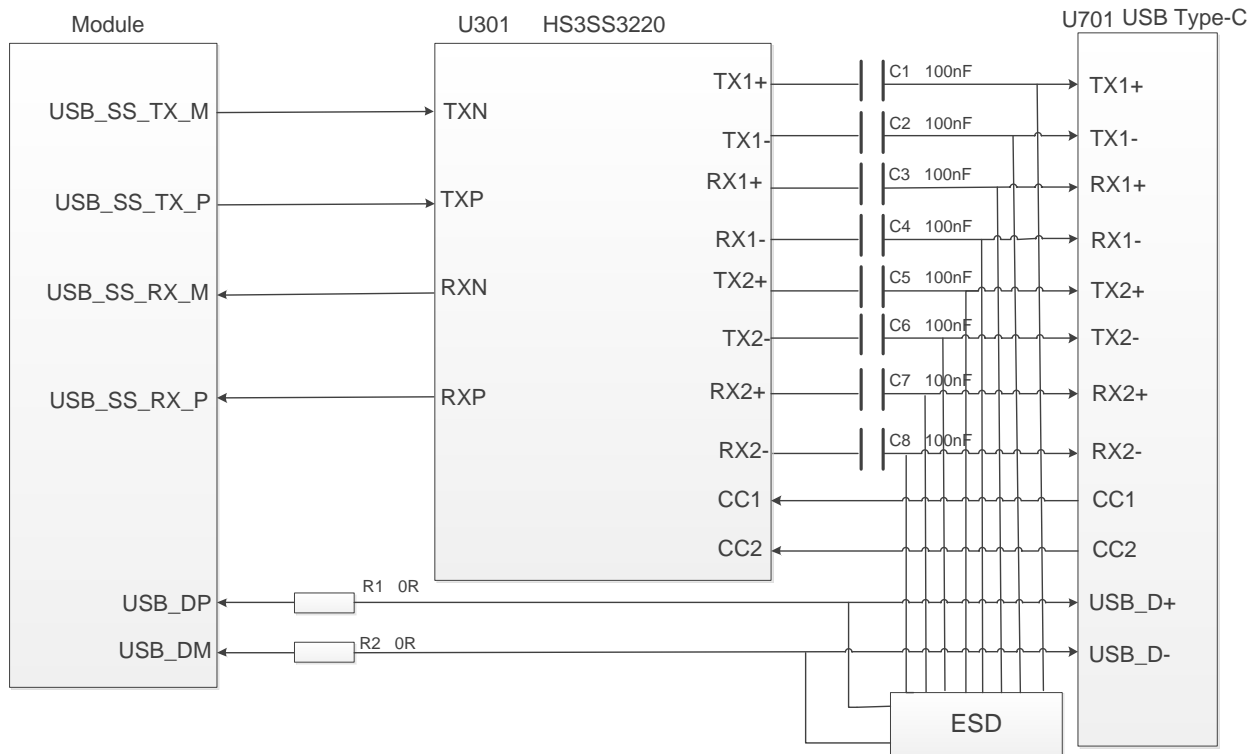 Module
U301 HS3SS3220
U701 USB Type-C
USB_SS_TX_M
USB_SS_TX_P
USB_SS_RX_M
USB_SS_RX_P
USB_DP
USB_DM
TXN
TXP
RXN
RXP
TX1+
TX1-
RX1+
RX1-
TX2+
TX2-
RX2+
RX2-
CC1
CC2
C1 100nF
C2 100nF
C3 100nF
C4 100nF
C5 100nF
C6 100nF
C7 100nF
C8 100nF
R1 0R
R2 0R
TX1+
TX1-
RX1+
RX1-
TX2+
TX2-
RX2+
RX2-
CC1
CC2
USB_D+
USB_D-
ESD